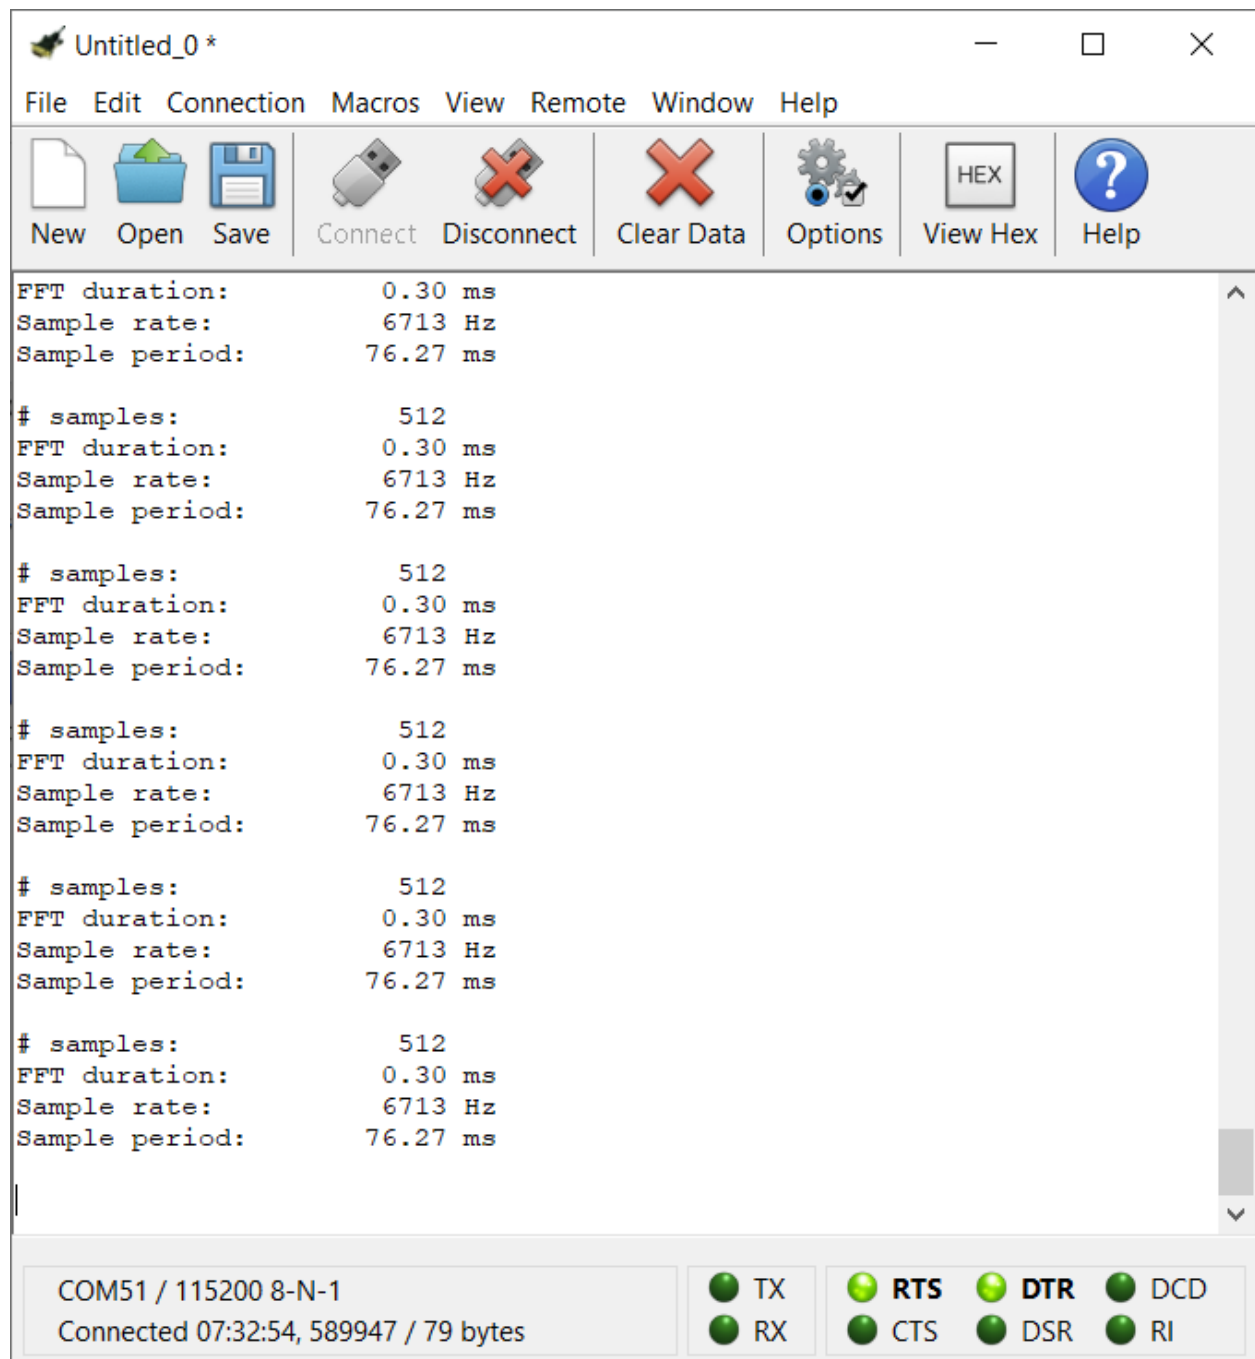 Untitled_0 *
File Edit Connection Macros View Remote Window Help
HEX
New Open Save Connect Disconnect Clear Data Options View Hex Help
FFT duration: 0.30 ms
Sample rate: 6713 Hz
Sample period: 76.27 ms
# samples: 512
FFT duration: 0.30 ms
Sample rate: 6713 Hz
Sample period: 76.27 ms
# samples: 512
FFT duration: 0.30 ms
Sample rate: 6713 Hz
Sample period: 76.27 ms
# samples: 512
FFT duration: 0.30 ms
Sample rate: 6713 Hz
Sample period: 76.27 ms
# samples: 512
FFT duration: 0.30 ms
Sample rate: 6713 Hz
Sample period: 76.27 ms
# samples: 512
FFT duration: 0.30 ms
Sample rate: 6713 Hz
Sample period: 76.27 ms
COM51 / 115200 8-N-1 TX RTS DTR DCD
Connected 07:32:54, 589947 / 79 bytes RX CTS DSR RI